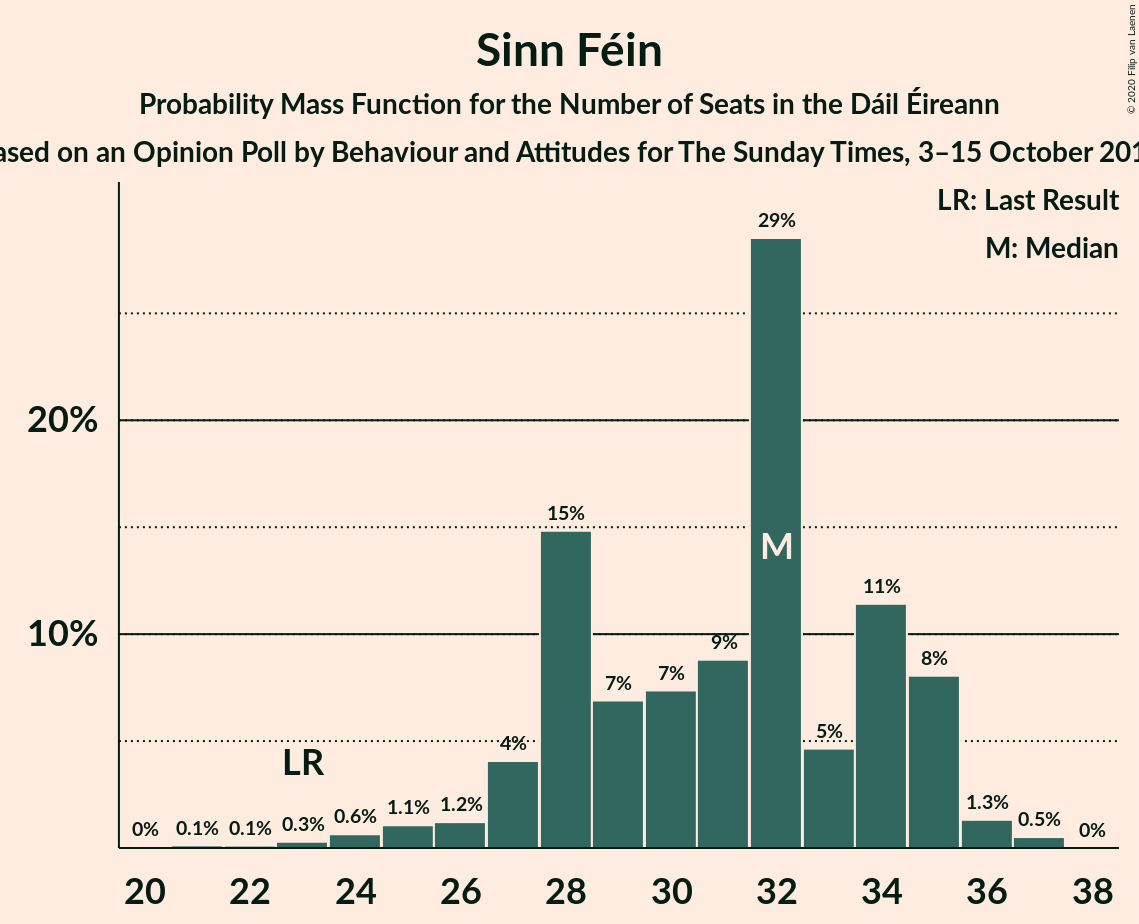 Sinn Féin
Probability Mass Function for the Number of Seats in the Dáil Éireann
ased on an Opinion Poll by Behaviour and Attitudes for The Sunday Times, 3–15 October 201
© 2020 Filip van Laenen
LR: Last Result
M: Median
29%
20%
15%
M
11%
10%
9%
8%
7%
7%
5%
4%
LR
0%
0.1%
0.1%
0.3%
0.6%
1.1%
1.2%
1.3%
0.5%
0%
20 22 24 26 28 30 32 34 36 38